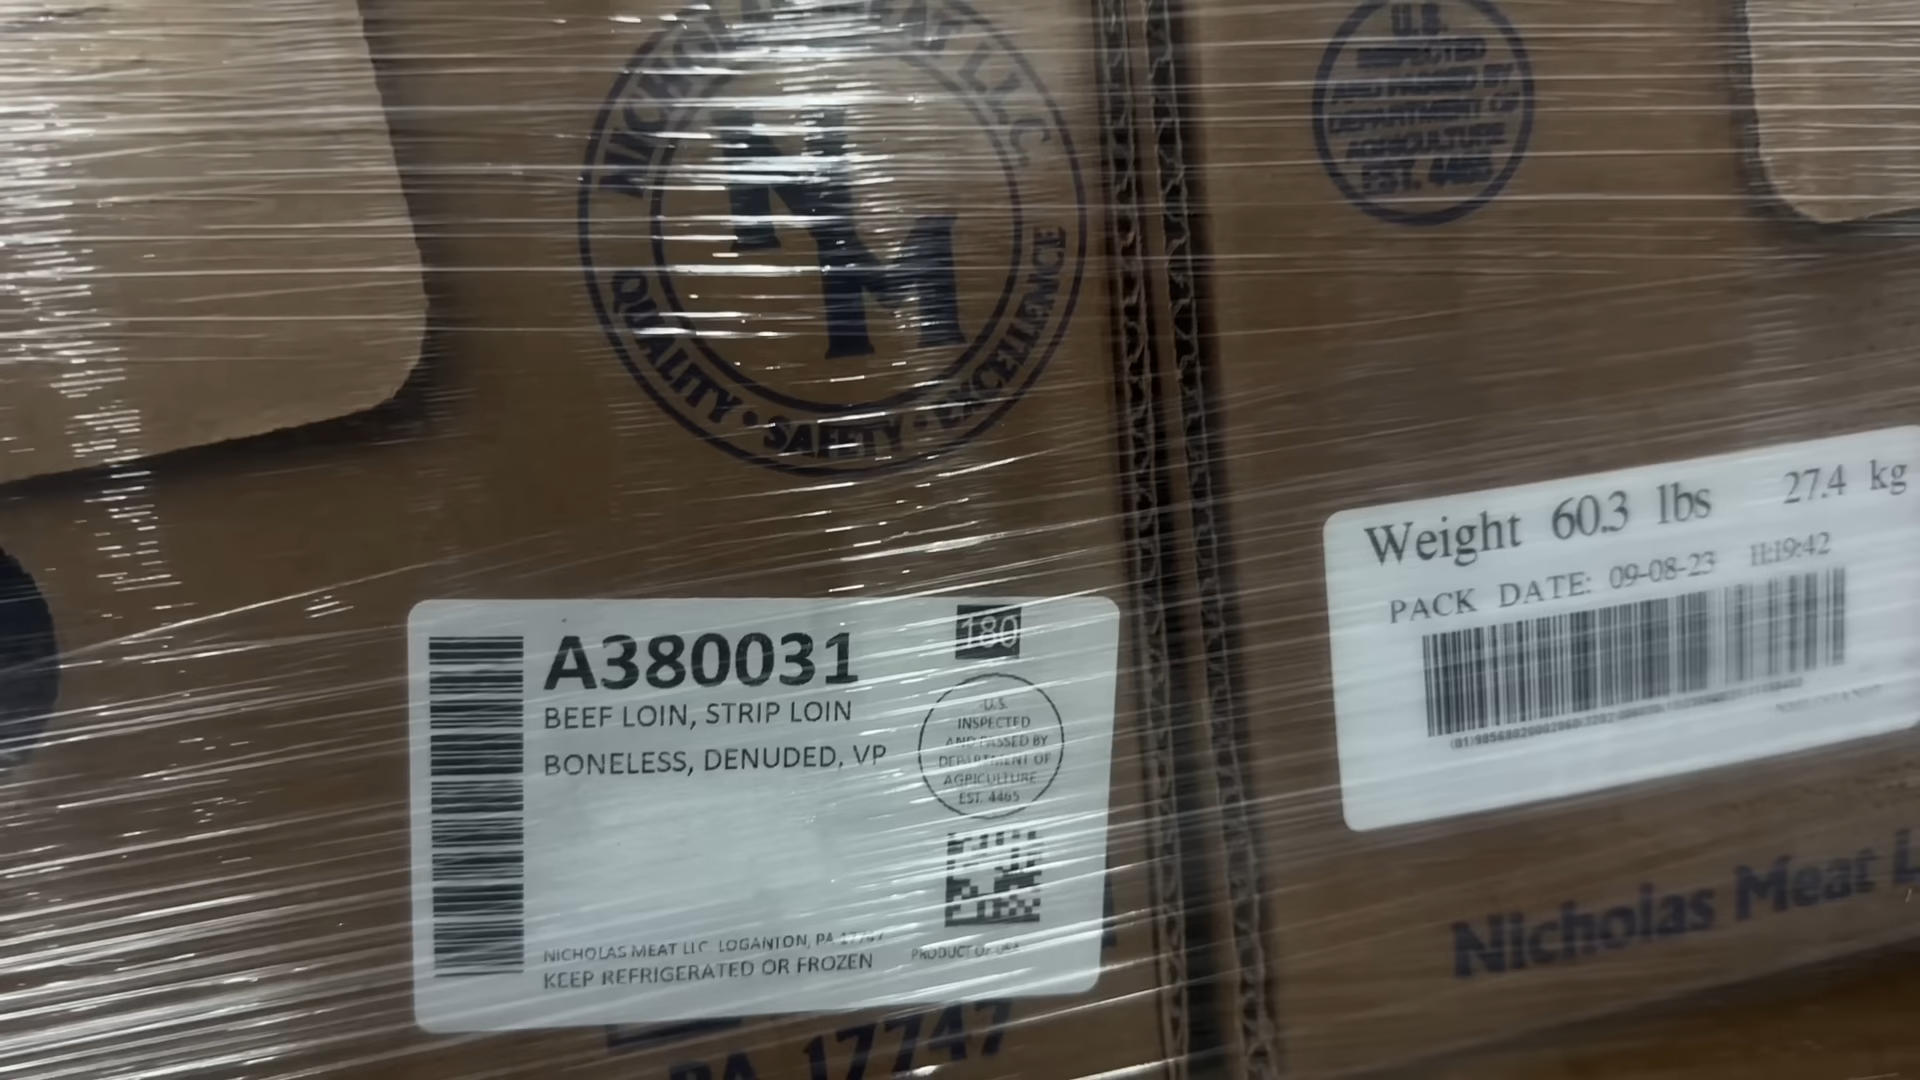 NICHOLAS MEAT LLC
NM
QUALITY • SAFETY • EXCELLENCE
U.S.
INSPECTED
AND PASSED BY
DEPARTMENT OF
AGRICULTURE
EST. 4465
Weight 60.3 lbs 27.4 kg
PACK DATE: 09-08-23 11:19:42
A380031
BEEF LOIN, STRIP LOIN
BONELESS, DENUDED, VP
180
U.S.
INSPECTED
AND PASSED BY
DEPARTMENT OF
AGRICULTURE
EST. 4465
NICHOLAS MEAT LLC LOGANTON, PA 17747
KEEP REFRIGERATED OR FROZEN
PRODUCT OF USA
Nicholas Meat L
PA 17747